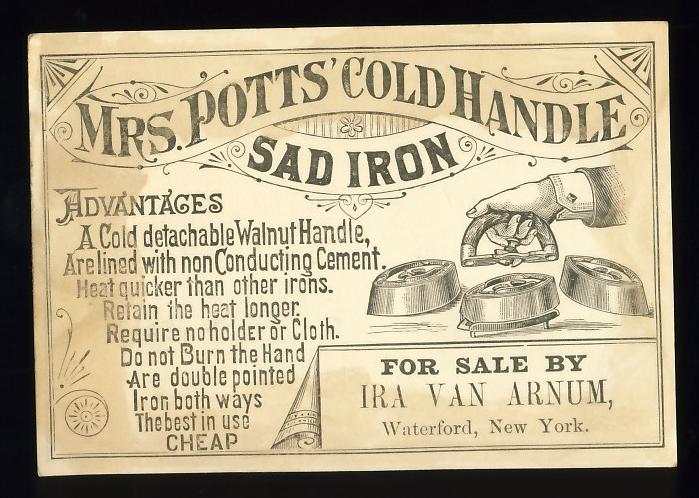 MRS. POTTS' COLD HANDLE
SAD IRON
ADVANTAGES
A Cold detachable Walnut Handle,
Are lined with non Conducting Cement.
Heat quicker than other irons.
Retain the heat longer.
Require no holder or Cloth.
Do not Burn the Hand
Are double pointed
Iron both ways
The best in use
CHEAP
FOR SALE BY
IRA VAN ARNUM,
Waterford, New York.